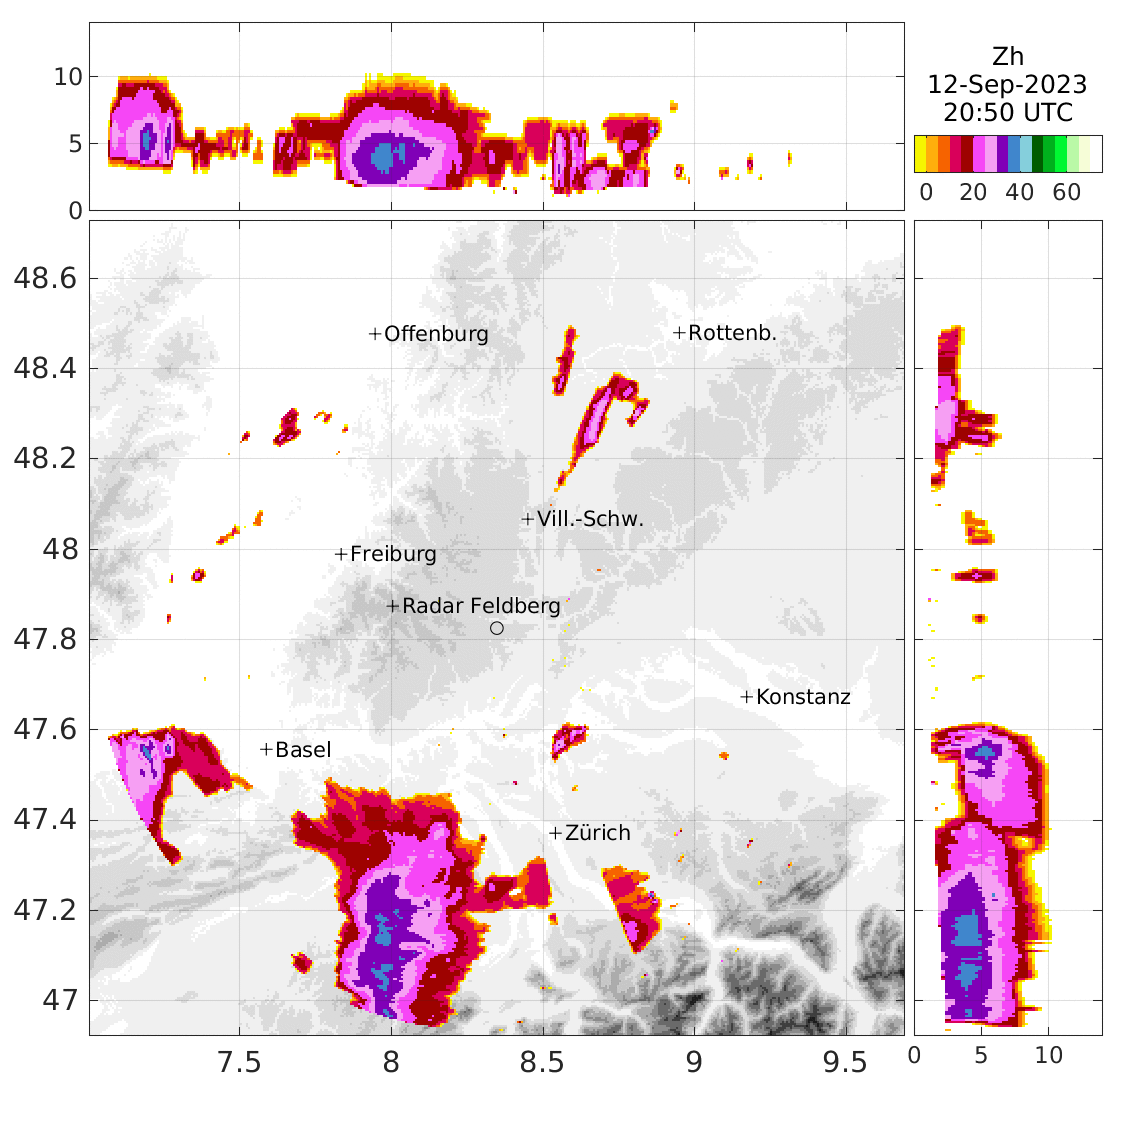 Zh
12-Sep-2023
20:50 UTC
0 20 40 60
10
5
0
48.6
48.4
48.2
48
47.8
47.6
47.4
47.2
47
+Offenburg
+Rottenb.
+Vill.-Schw.
+Freiburg
+Radar Feldberg
+Konstanz
+Basel
+Zürich
7.5 8 8.5 9 9.5
0 5 10